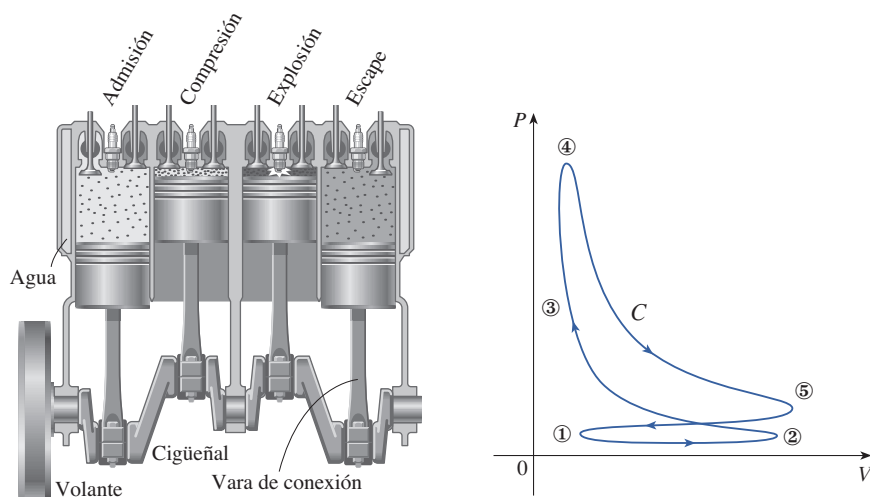 Admisión
Compresión
Explosión
Escape
Agua
Cigüeñal
Volante
Vara de conexión
P
④
③
C
⑤
①
②
0
V